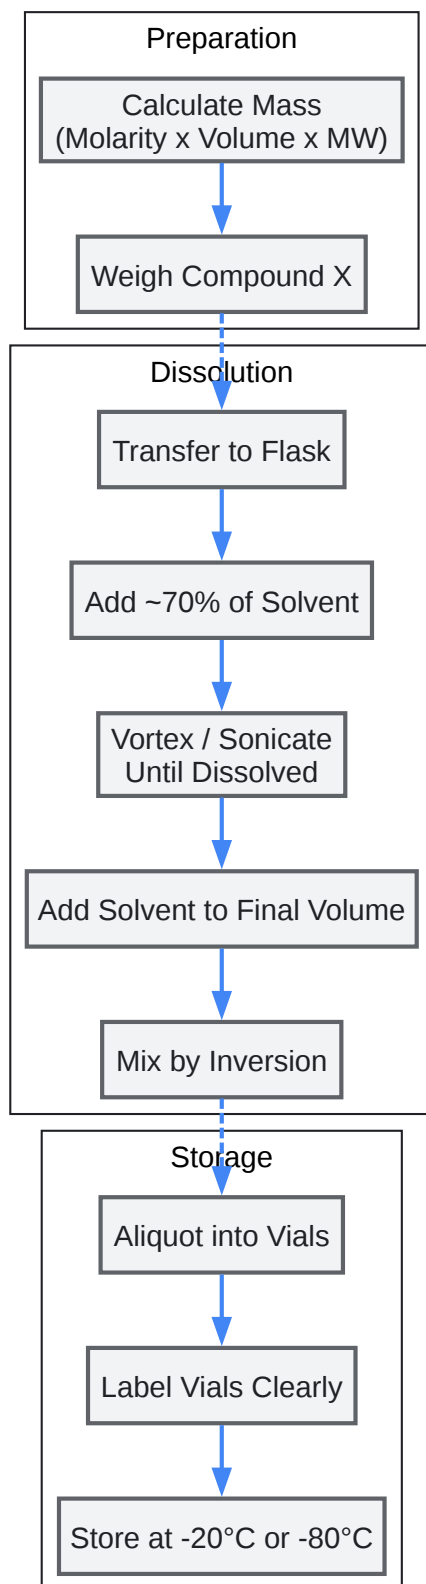 Preparation
Calculate Mass
(Molarity x Volume x MW)
Weigh Compound X
Dissolution
Transfer to Flask
Add ~70% of Solvent
Vortex / Sonicate
Until Dissolved
Add Solvent to Final Volume
Mix by Inversion
Storage
Aliquot into Vials
Label Vials Clearly
Store at -20°C or -80°C